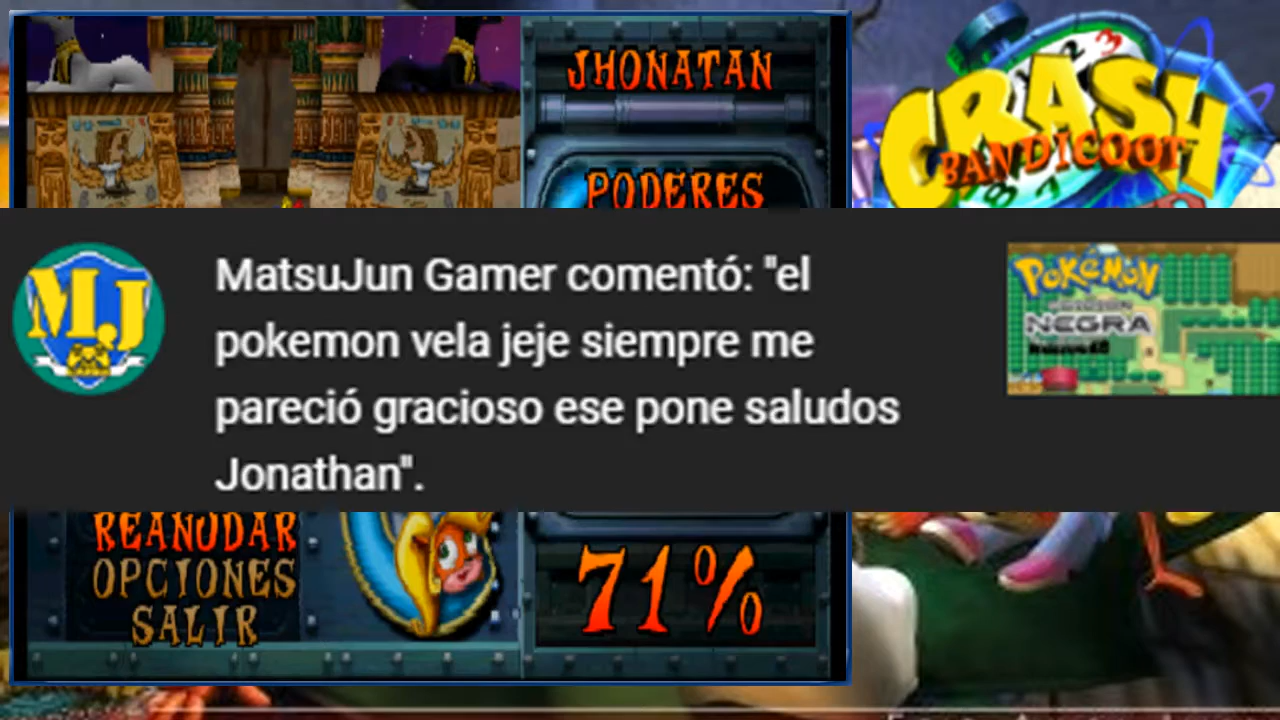 JHONATAN
CRASH
BANDICOOT
PODERES
MatsuJun Gamer comentó: "el
pokemon vela jeje siempre me
pareció gracioso ese pone saludos
Jonathan".
M.J
POKéMON
NEGRA
REANUDAR
OPCIONES
SALIR
71%